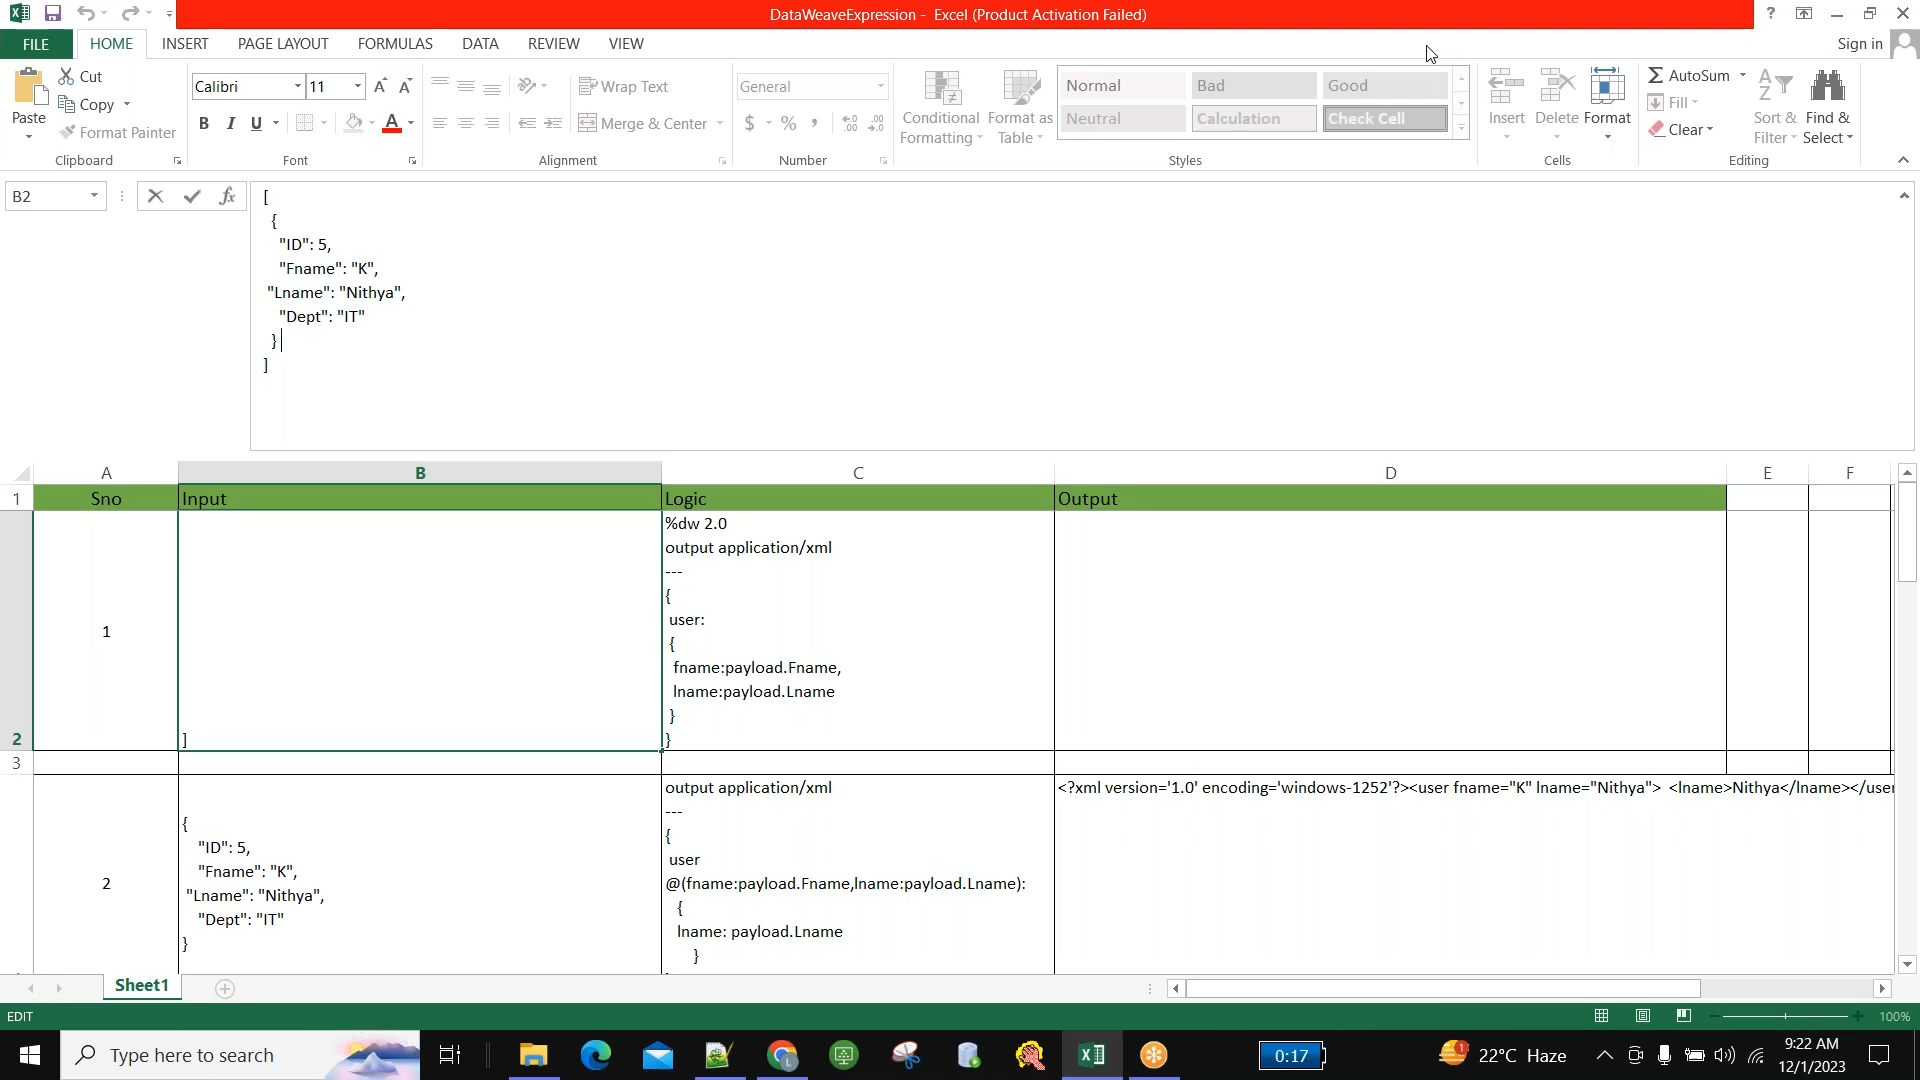 DataWeaveExpression - Excel (Product Activation Failed)
FILE HOME INSERT PAGE LAYOUT FORMULAS DATA REVIEW VIEW Sign in
Paste Cut Copy Format Painter
Clipboard
Calibri 11
B I U A
Font
Wrap Text
Merge & Center
Alignment
General
$ %
Number
Conditional Formatting
Format as Table
Normal Bad Good
Neutral Calculation Check Cell
Styles
Insert Delete Format
Cells
AutoSum
Fill
Clear
Sort & Filter
Find & Select
Editing
B2
fx
[
{
"ID": 5,
"Fname": "K",
"Lname": "Nithya",
"Dept": "IT"
}
]
A B C D E F
1 Sno Input Logic Output
2
1
]
%dw 2.0
output application/xml
---
{
user:
{
fname:payload.Fname,
lname:payload.Lname
}
}
3
2
{
"ID": 5,
"Fname": "K",
"Lname": "Nithya",
"Dept": "IT"
}
output application/xml
---
{
user
@(fname:payload.Fname,lname:payload.Lname):
{
lname: payload.Lname
}
<?xml version='1.0' encoding='windows-1252'?><user fname="K" lname="Nithya"> <lname>Nithya</lname></user
Sheet1
EDIT
100%
Type here to search
0:17
22°C Haze
9:22 AM
12/1/2023